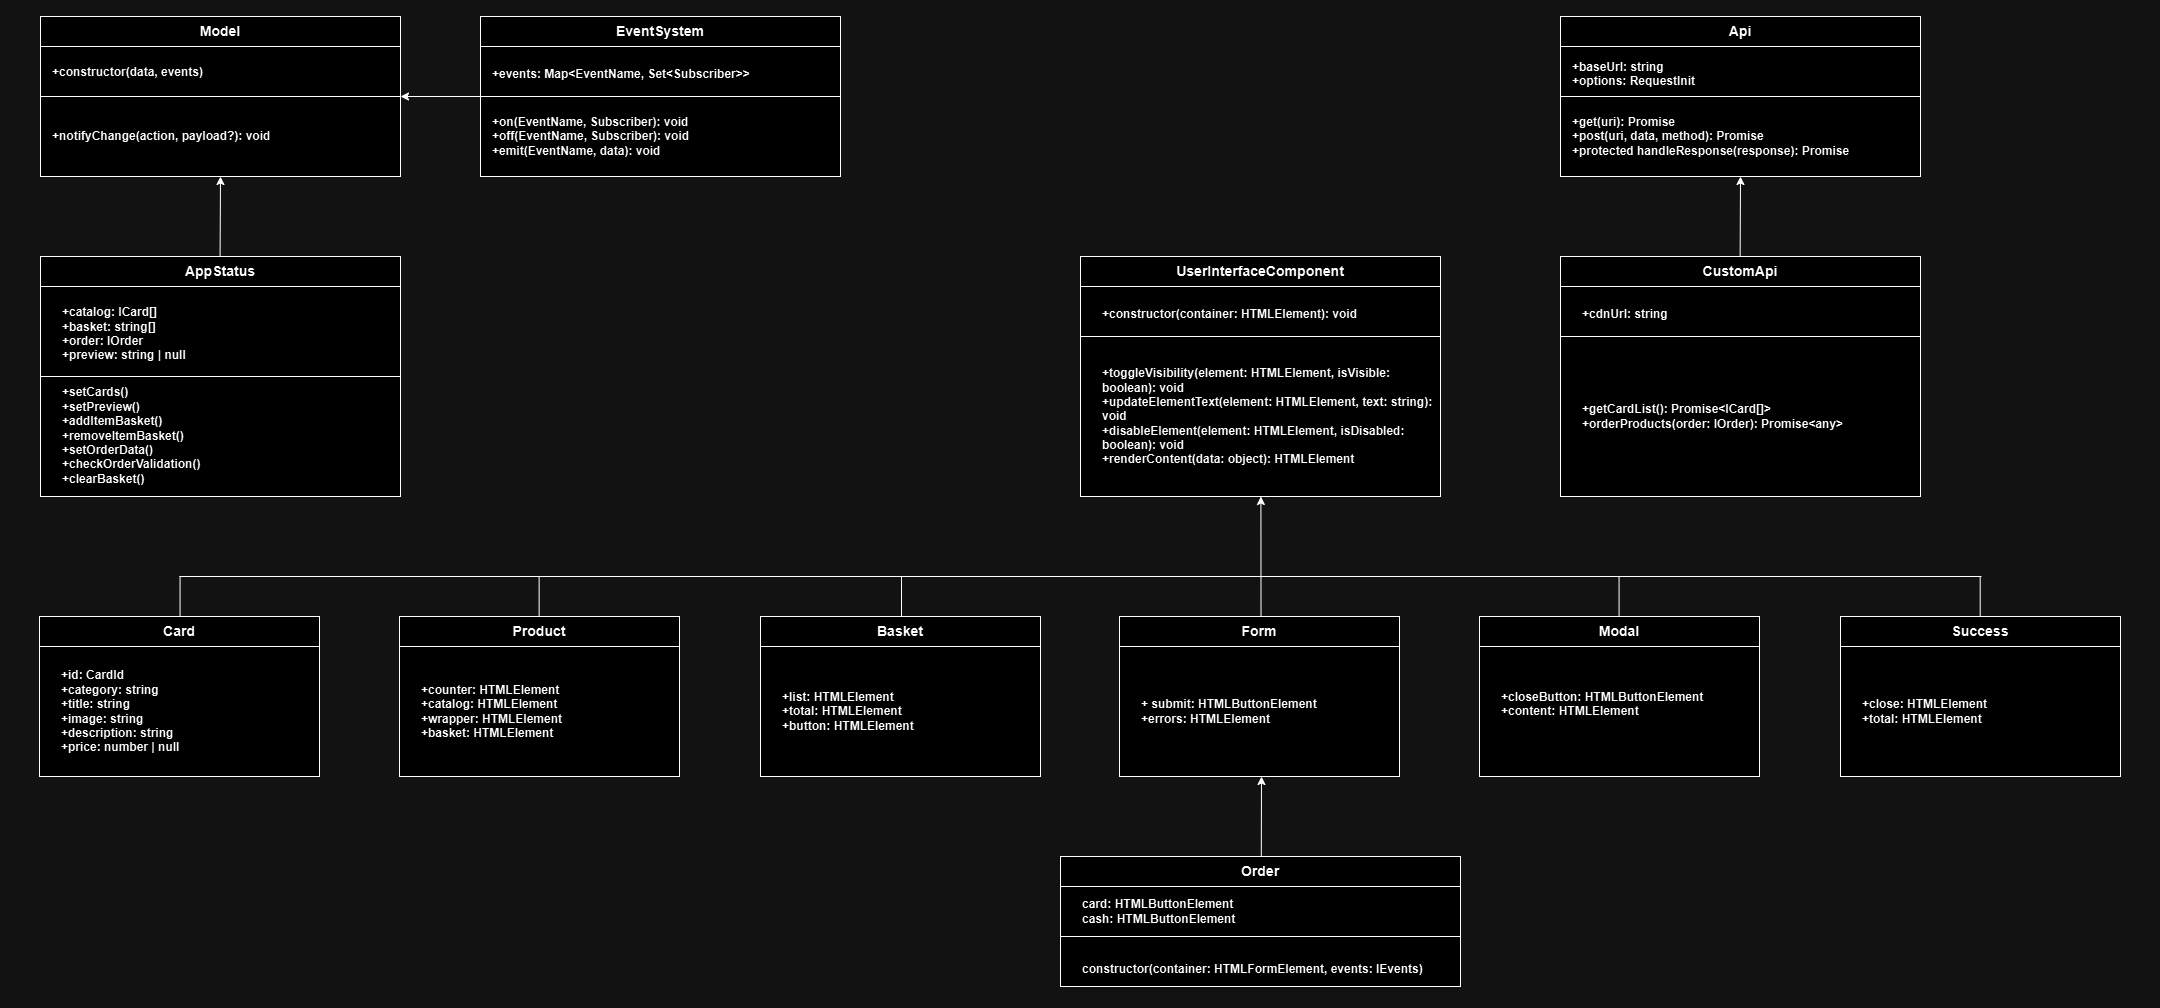 Model
+constructor(data, events)
+notifyChange(action, payload?): void
EventSystem
+events: Map<EventName, Set<Subscriber>>
+on(EventName, Subscriber): void
+off(EventName, Subscriber): void
+emit(EventName, data): void
Api
+baseUrl: string
+options: RequestInit
+get(uri): Promise
+post(uri, data, method): Promise
+protected handleResponse(response): Promise
AppStatus
+catalog: ICard[]
+basket: string[]
+order: IOrder
+preview: string | null
+setCards()
+setPreview()
+addItemBasket()
+removeItemBasket()
+setOrderData()
+checkOrderValidation()
+clearBasket()
UserInterfaceComponent
+constructor(container: HTMLElement): void
+toggleVisibility(element: HTMLElement, isVisible:
boolean): void
+updateElementText(element: HTMLElement, text: string):
void
+disableElement(element: HTMLElement, isDisabled:
boolean): void
+renderContent(data: object): HTMLElement
CustomApi
+cdnUrl: string
+getCardList(): Promise<ICard[]>
+orderProducts(order: IOrder): Promise<any>
Card
+id: CardId
+category: string
+title: string
+image: string
+description: string
+price: number | null
Product
+counter: HTMLElement
+catalog: HTMLElement
+wrapper: HTMLElement
+basket: HTMLElement
Basket
+list: HTMLElement
+total: HTMLElement
+button: HTMLElement
Form
+ submit: HTMLButtonElement
+errors: HTMLElement
Modal
+closeButton: HTMLButtonElement
+content: HTMLElement
Success
+close: HTMLElement
+total: HTMLElement
Order
card: HTMLButtonElement
cash: HTMLButtonElement
constructor(container: HTMLFormElement, events: IEvents)